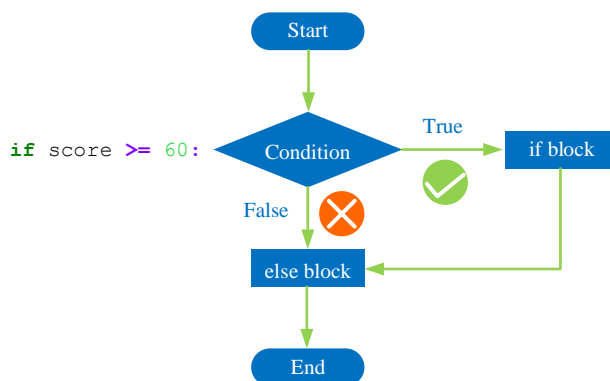 Start
True
if score >= 60:
Condition
if block
False
else block
End